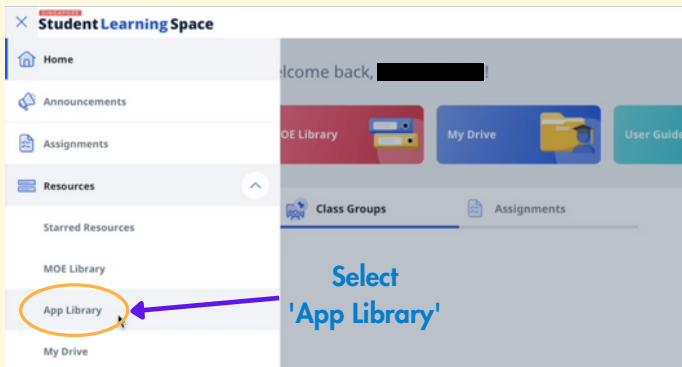 SINGAPORE
Student Learning Space
Home
elcome back, !
Announcements
OE Library
My Drive
User Guide
Assignments
Resources
Class Groups
Assignments
Starred Resources
MOE Library
Select
'App Library'
App Library
My Drive